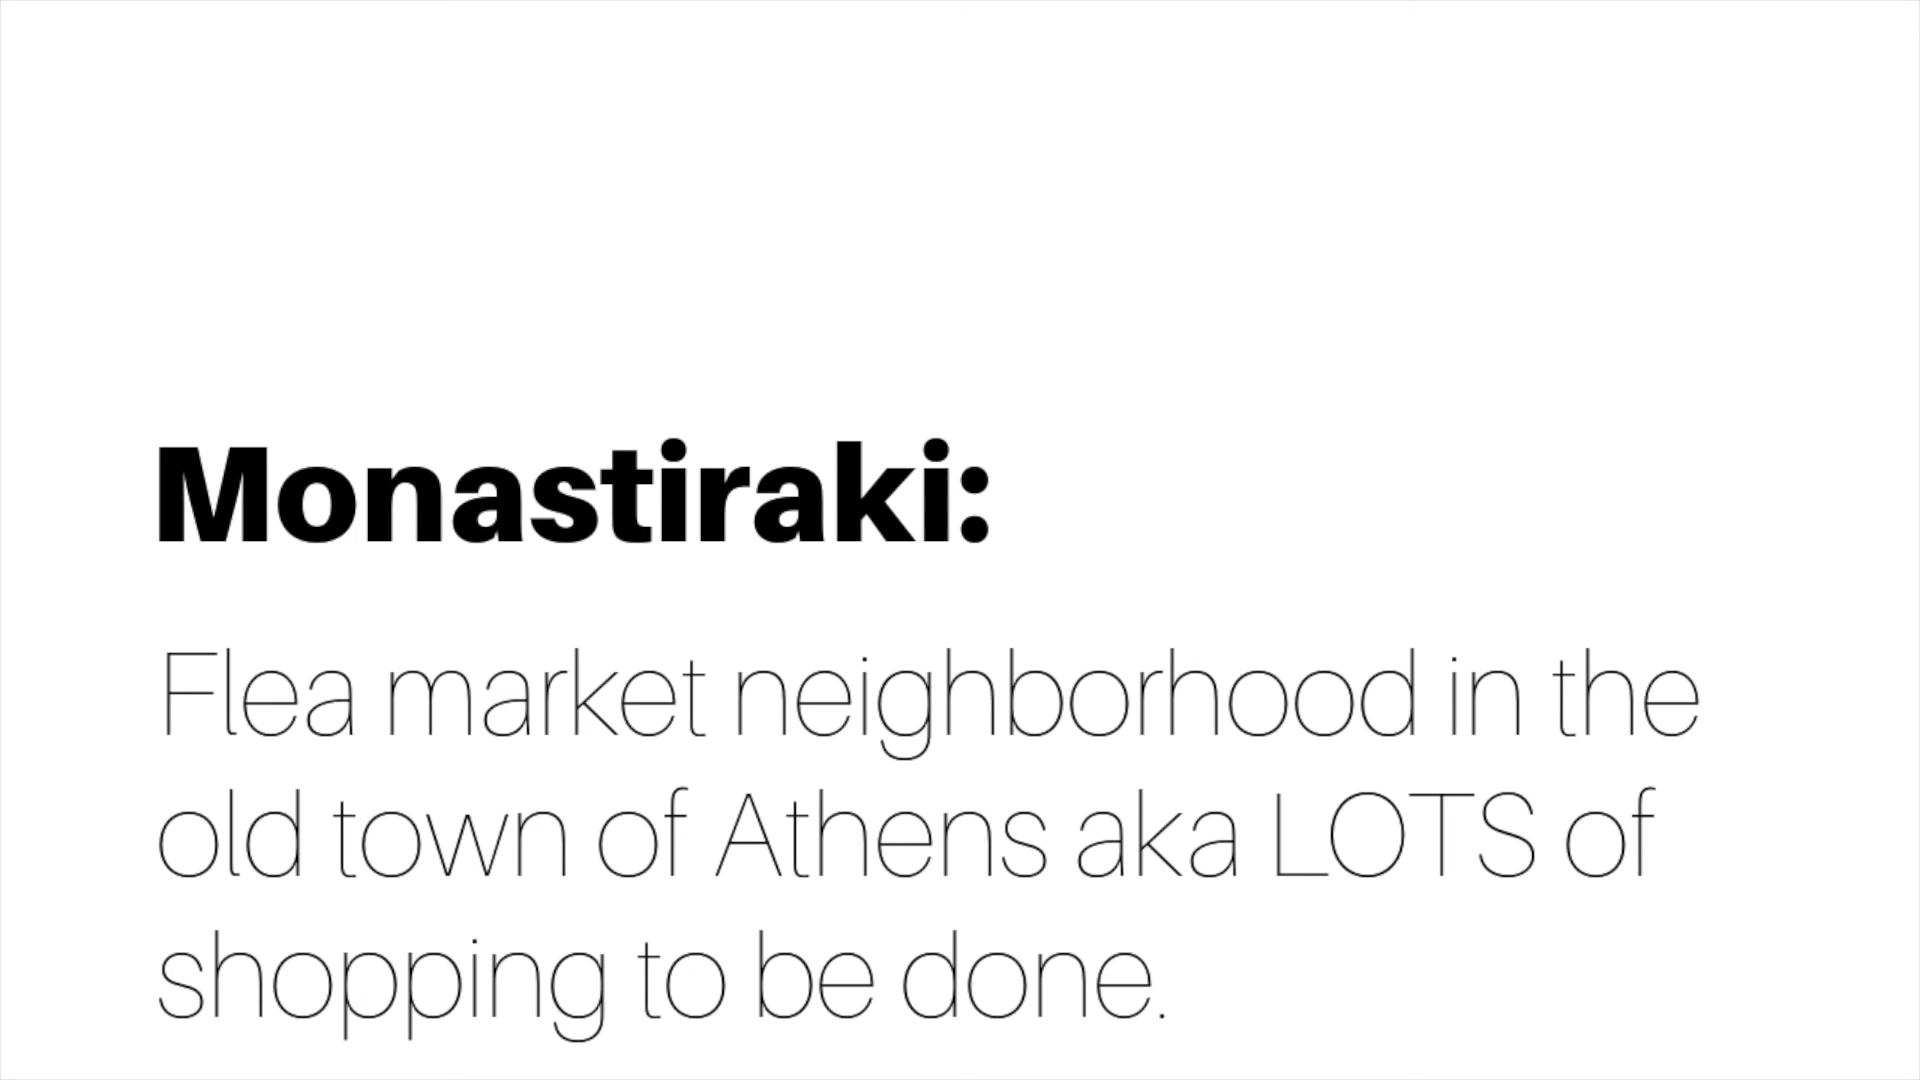 Monastiraki:
Flea market neighborhood in the
old town of Athens aka LOTS of
shopping to be done.